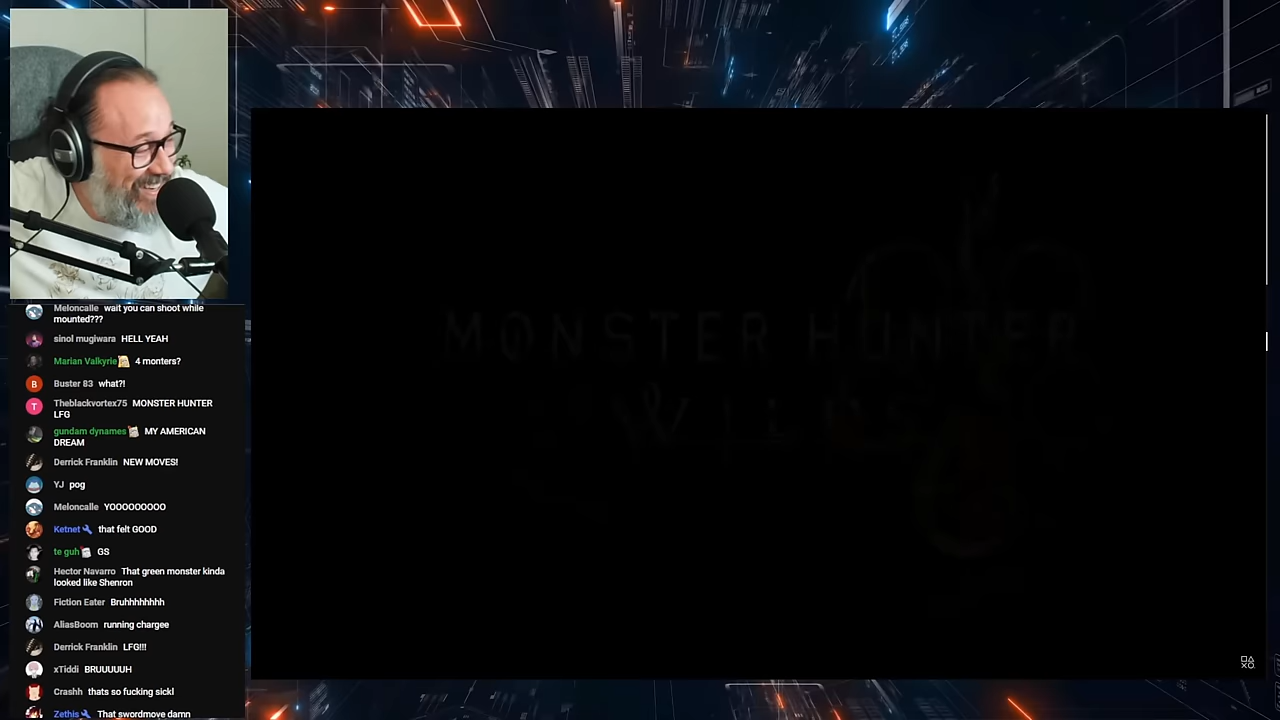 MONSTER HUNTER
WILDS
Meloncalle wait you can shoot while
mounted???
sinol mugiwara HELL YEAH
Marian Valkyrie 4 monters?
Buster 83 what?!
Theblackvortex75 MONSTER HUNTER
LFG
gundam dynames MY AMERICAN
DREAM
Derrick Franklin NEW MOVES!
YJ pog
Meloncalle YOOOOOOOOO
Ketnet that felt GOOD
te guh GS
Hector Navarro That green monster kinda
looked like Shenron
Fiction Eater Bruhhhhhhh
AliasBoom running chargee
Derrick Franklin LFG!!!
xTiddi BRUUUUUH
Crashh thats so fucking sickl
Zethis That swordmove damn